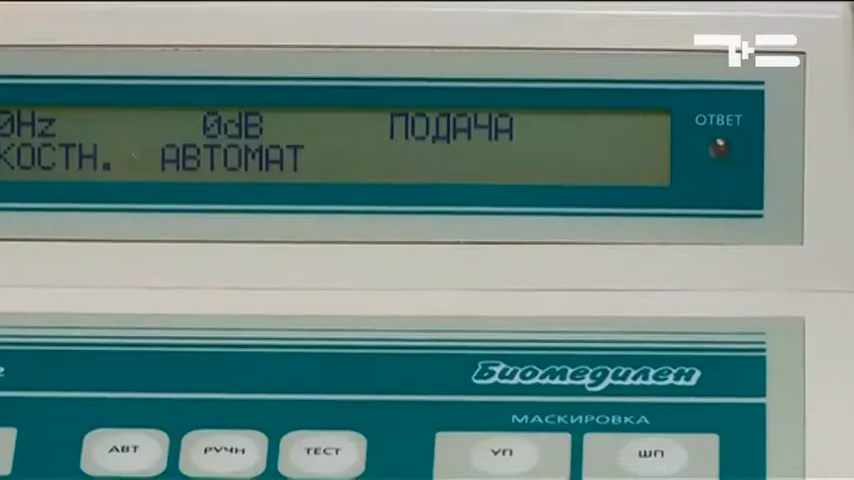 Т+В
0Hz 0dB ПОДАЧА
КОСТН. АВТОМАТ
ОТВЕТ
Биомедилен
МАСКИРОВКА
АВТ РУЧН ТЕСТ УП ШП